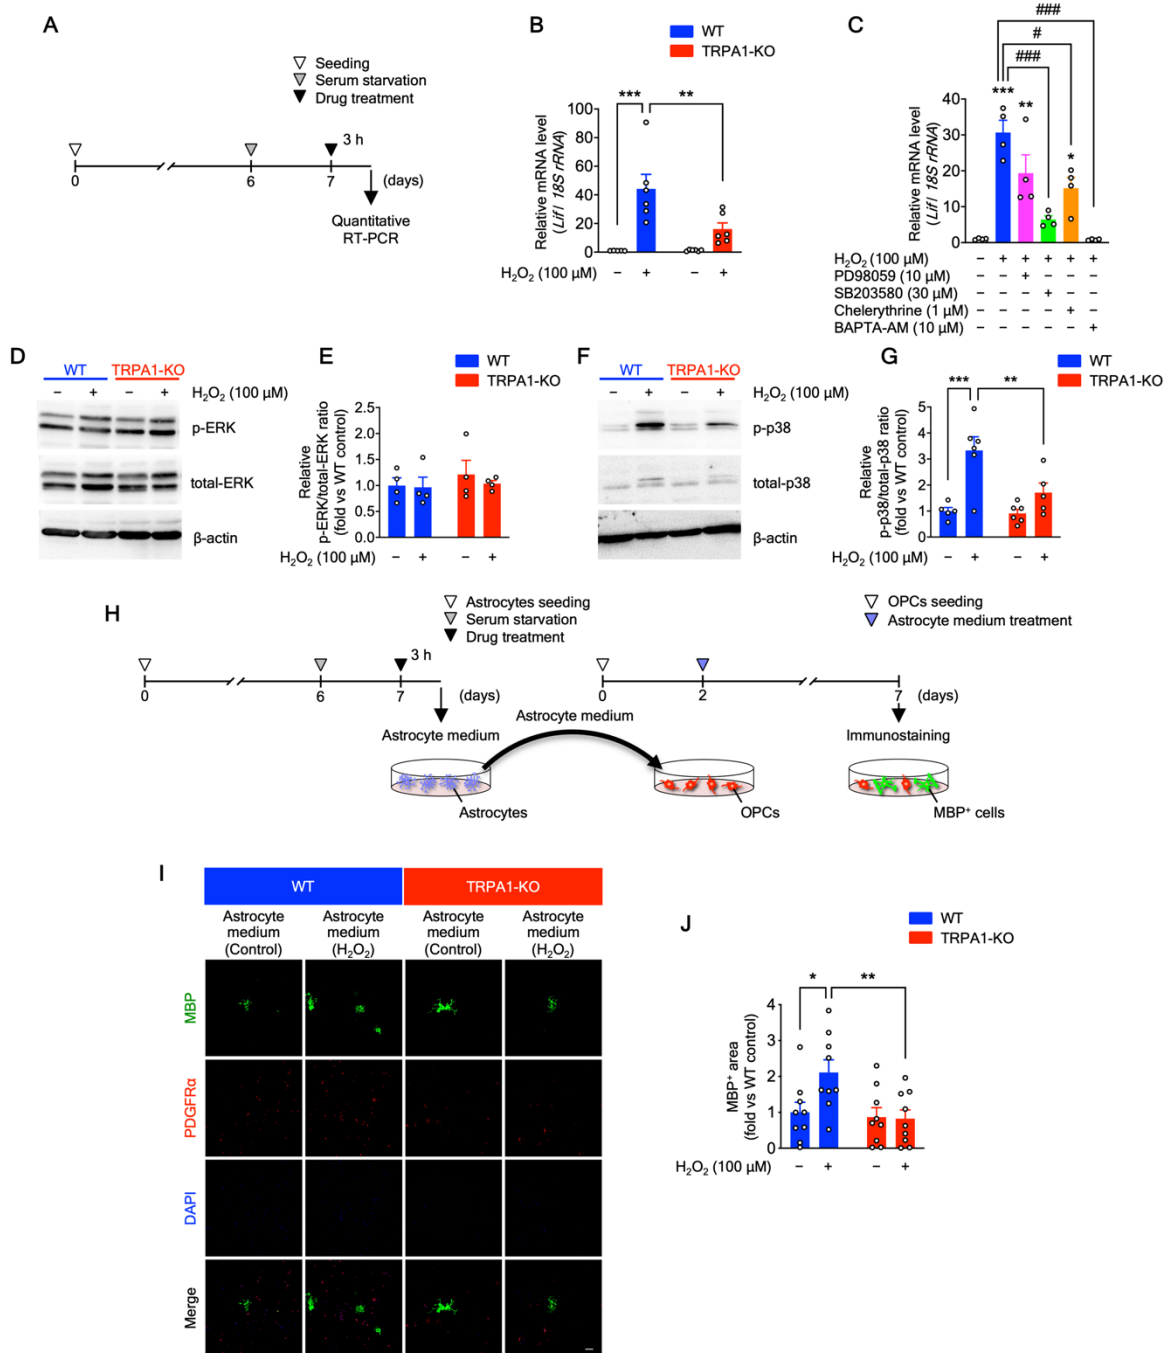 A
Seeding
Serum starvation
Drug treatment
3 h
0
6
7
(days)
Quantitative
RT-PCR
B
WT
TRPA1-KO
***
**
100
80
60
40
20
0
Relative mRNA level
(Lif / 18S rRNA)
H₂O₂ (100 μM)
– + – +
C
###
#
###
***
**
*
40
30
20
10
0
Relative mRNA level
(Lif / 18S rRNA)
H₂O₂ (100 μM) – + + + + +
PD98059 (10 μM) – – + – – –
SB203580 (30 μM) – – – + – –
Chelerythrine (1 μM) – – – – + –
BAPTA-AM (10 μM) – – – – – +
D
WT TRPA1-KO
– + – + H₂O₂ (100 μM)
p-ERK
total-ERK
β-actin
E
WT
TRPA1-KO
2.5
2.0
1.5
1.0
0.5
0.0
Relative
p-ERK/total-ERK ratio
(fold vs WT control)
H₂O₂ (100 μM) – + – +
F
WT TRPA1-KO
– + – + H₂O₂ (100 μM)
p-p38
total-p38
β-actin
G
WT
TRPA1-KO
***
**
5
4
3
2
1
0
Relative
p-p38/total-p38 ratio
(fold vs WT control)
H₂O₂ (100 μM) – + – +
H
Astrocytes seeding
Serum starvation
Drug treatment
3 h
0
6
7
(days)
Astrocyte medium
Astrocytes
Astrocyte medium
OPCs seeding
Astrocyte medium treatment
0
2
7
(days)
OPCs
Immunostaining
MBP⁺ cells
I
WT
TRPA1-KO
Astrocyte
medium
(Control)
Astrocyte
medium
(H₂O₂)
Astrocyte
medium
(Control)
Astrocyte
medium
(H₂O₂)
MBP
PDGFRα
DAPI
Merge
J
WT
TRPA1-KO
*
**
4
3
2
1
0
MBP⁺ area
(fold vs WT control)
H₂O₂ (100 μM) – + – +